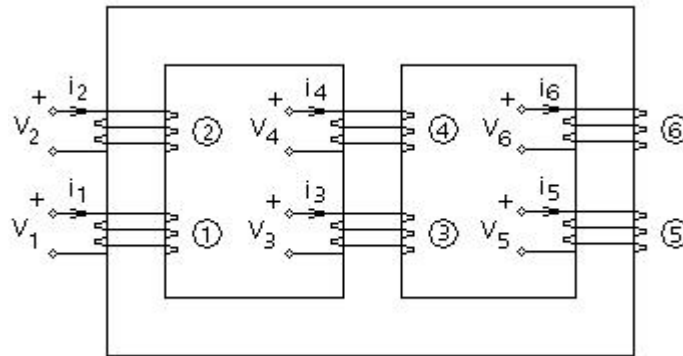 i2 i4 i6
+ + +
V2 ② V4 ④ V6 ⑥
i1 i3 i5
+ + +
V1 ① V3 ③ V5 ⑤